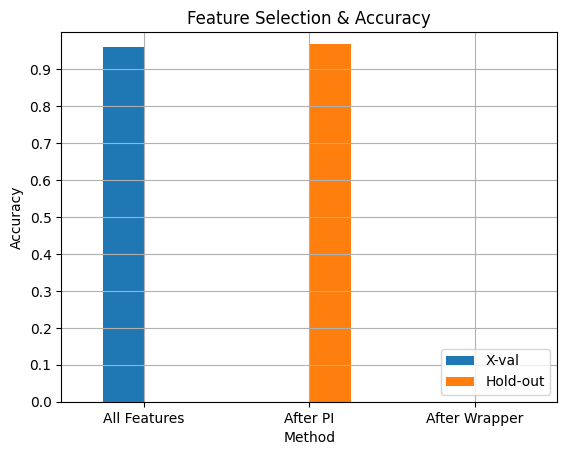 Feature Selection & Accuracy
Accuracy
0.9
0.8
0.7
0.6
0.5
0.4
0.3
0.2
0.1
0.0
X-val
Hold-out
All Features
After PI
After Wrapper
Method